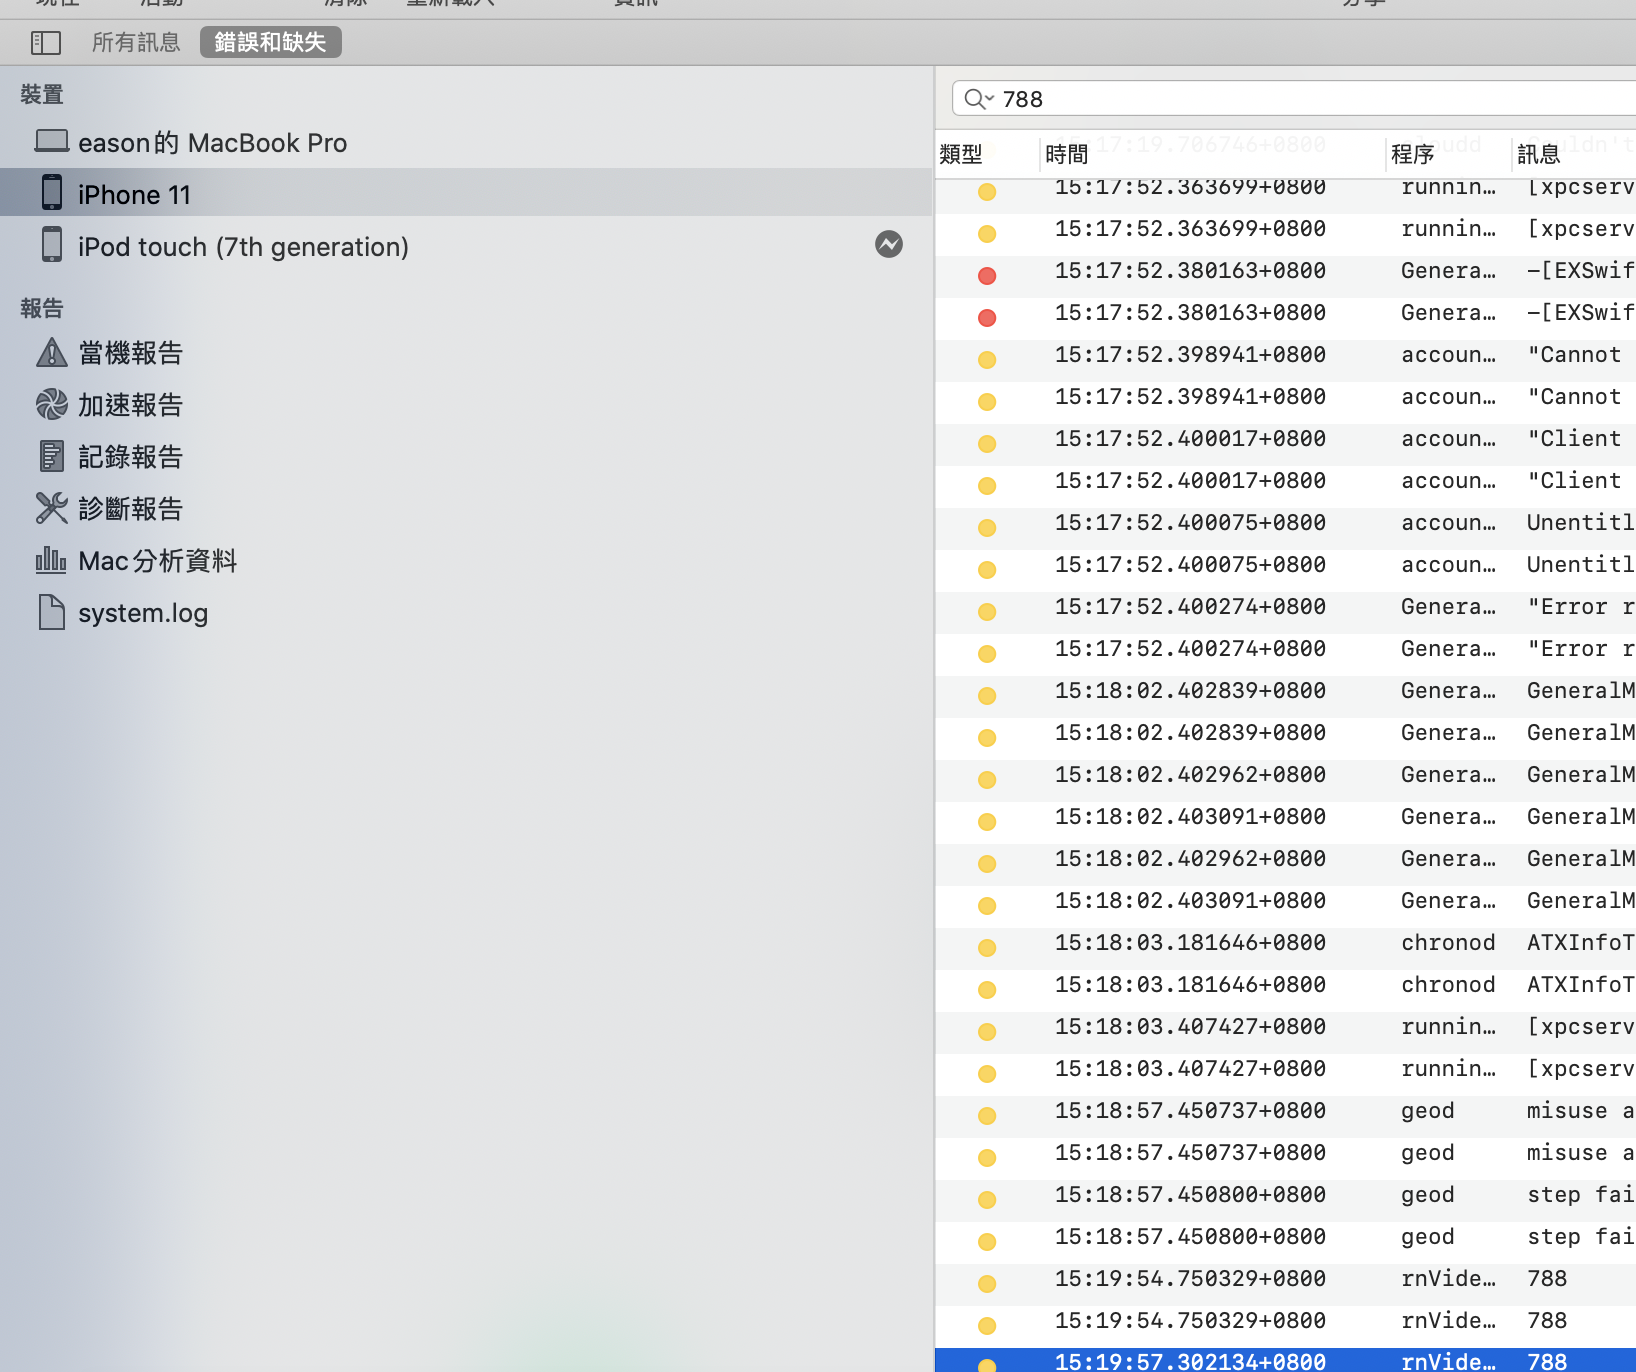 現在 活動 清除 重新載入 資訊 分享
所有訊息 錯誤和缺失
裝置
eason的 MacBook Pro
iPhone 11
iPod touch (7th generation)
報告
當機報告
加速報告
記錄報告
診斷報告
Mac分析資料
system.log
788
類型 時間 程序 訊息
15:17:52.363699+0800 runnin… [xpcserv
15:17:52.363699+0800 runnin… [xpcserv
15:17:52.380163+0800 Genera… -[EXSwif
15:17:52.380163+0800 Genera… -[EXSwif
15:17:52.398941+0800 accoun… "Cannot
15:17:52.398941+0800 accoun… "Cannot
15:17:52.400017+0800 accoun… "Client
15:17:52.400017+0800 accoun… "Client
15:17:52.400075+0800 accoun… Unentitl
15:17:52.400075+0800 accoun… Unentitl
15:17:52.400274+0800 Genera… "Error r
15:17:52.400274+0800 Genera… "Error r
15:18:02.402839+0800 Genera… GeneralM
15:18:02.402839+0800 Genera… GeneralM
15:18:02.402962+0800 Genera… GeneralM
15:18:02.403091+0800 Genera… GeneralM
15:18:02.402962+0800 Genera… GeneralM
15:18:02.403091+0800 Genera… GeneralM
15:18:03.181646+0800 chronod ATXInfoT
15:18:03.181646+0800 chronod ATXInfoT
15:18:03.407427+0800 runnin… [xpcserv
15:18:03.407427+0800 runnin… [xpcserv
15:18:57.450737+0800 geod misuse a
15:18:57.450737+0800 geod misuse a
15:18:57.450800+0800 geod step fai
15:18:57.450800+0800 geod step fai
15:19:54.750329+0800 rnVide… 788
15:19:54.750329+0800 rnVide… 788
15:19:57.302134+0800 rnVide… 788